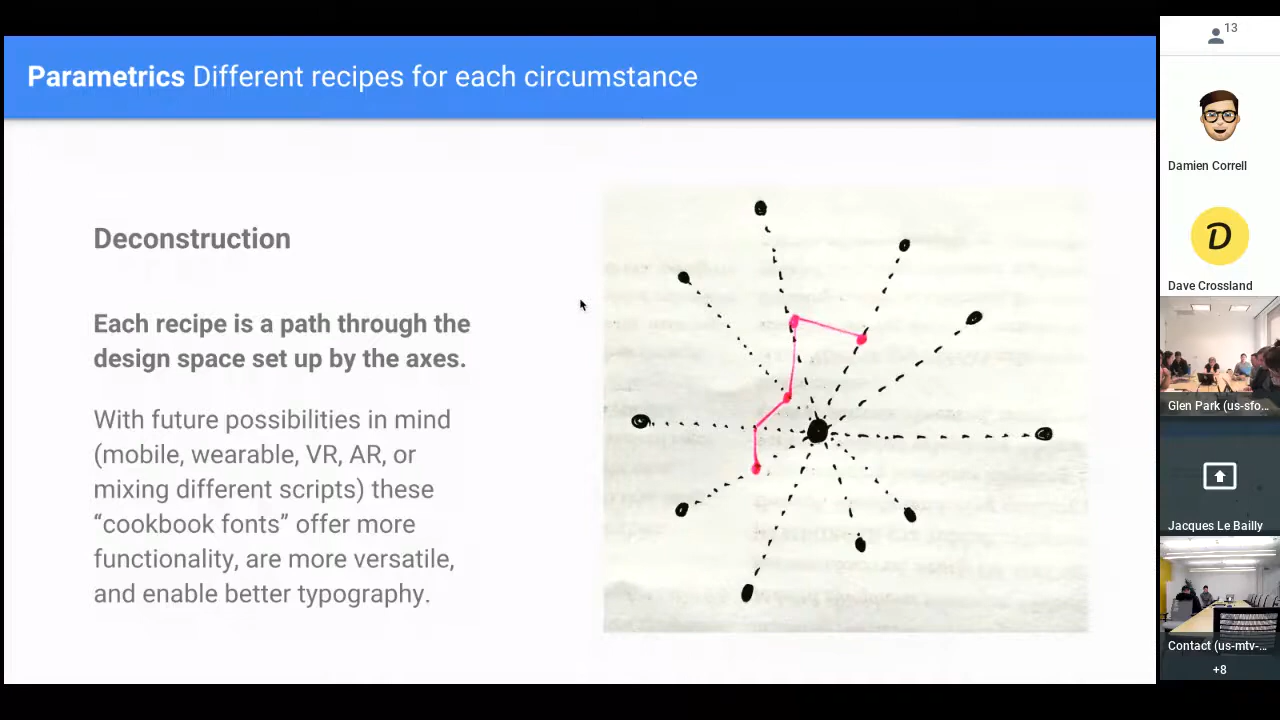 Parametrics Different recipes for each circumstance
Deconstruction
Each recipe is a path through the
design space set up by the axes.
With future possibilities in mind
(mobile, wearable, VR, AR, or
mixing different scripts) these
“cookbook fonts” offer more
functionality, are more versatile,
and enable better typography.
13
Damien Correll
D
Dave Crossland
Glen Park (us-sfo...
Jacques Le Bailly
Contact (us-mtv-...
+8